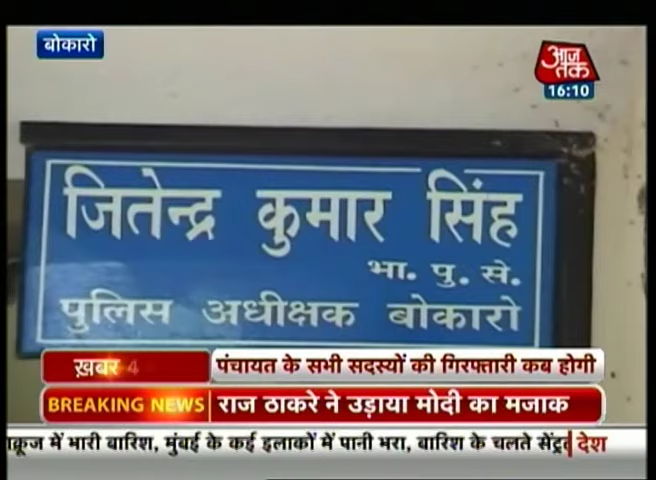 बोकारो
आज तक
16:10
जितेन्द्र कुमार सिंह
भा. पु. से.
पुलिस अधीक्षक बोकारो
ख़बर 4
पंचायत के सभी सदस्यों की गिरफ्तारी कब होगी
BREAKING NEWS
राज ठाकरे ने उड़ाया मोदी का मजाक
में भारी बारिश, मुंबई के कई इलाकों में पानी भरा, बारिश के चलते
देश